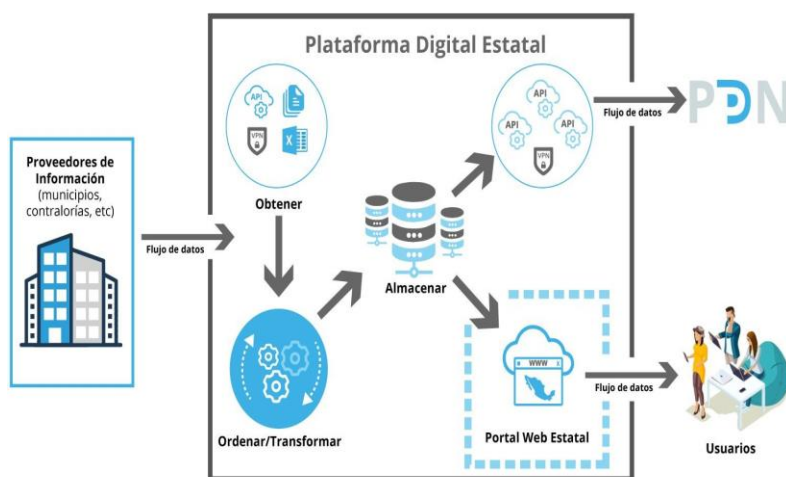 Plataforma Digital Estatal
API
VPN
Obtener
API
API
API
VPN
Flujo de datos
PDN
Proveedores de
Información
(municipios,
contralorías, etc)
Flujo de datos
Almacenar
Ordenar/Transformar
WWW
Portal Web Estatal
Flujo de datos
Usuarios